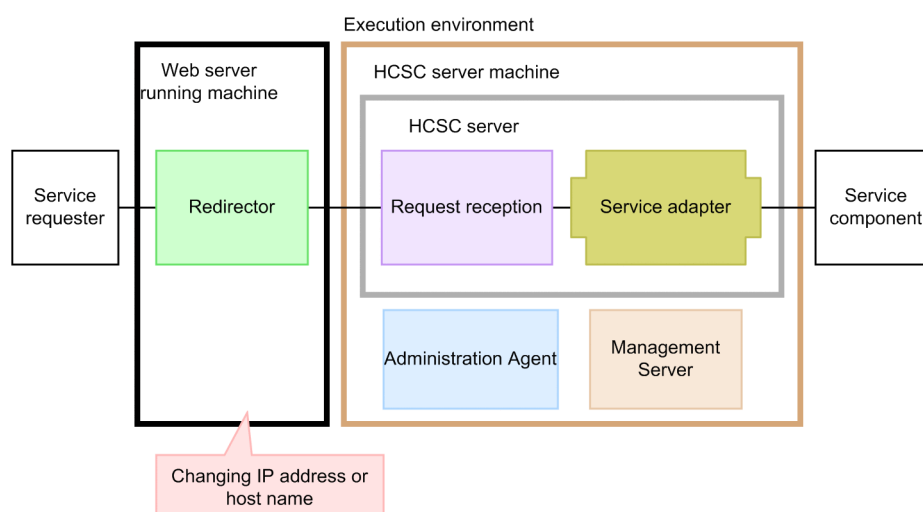 Execution environment
Web server
running machine
HCSC server machine
HCSC server
Service
requester
Redirector
Request reception
Service adapter
Service
component
Administration Agent
Management
Server
Changing IP address or
host name